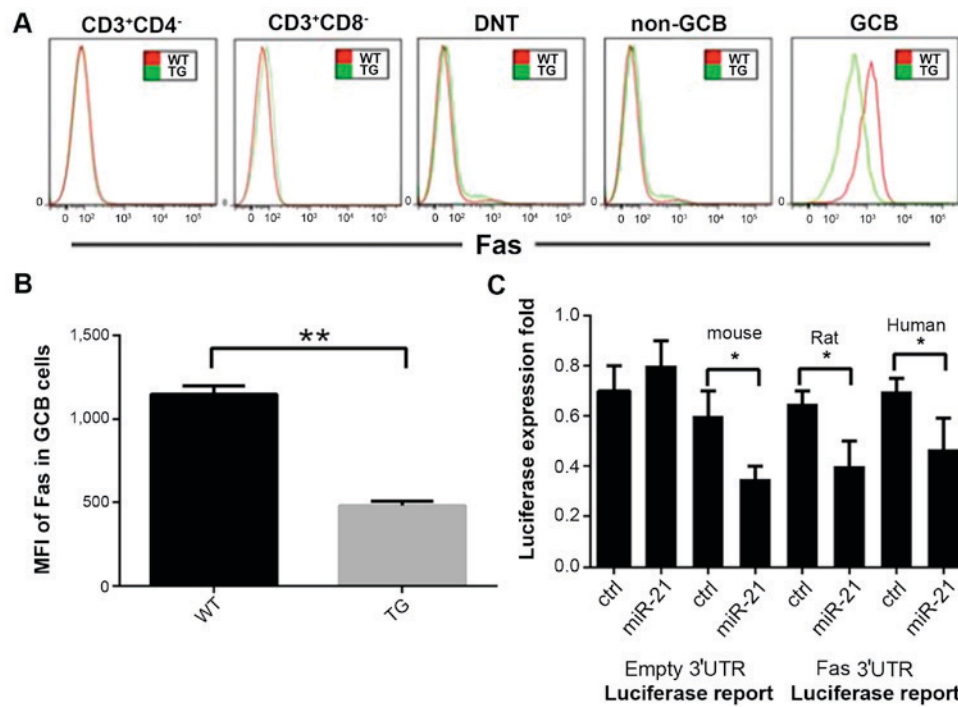 A
CD3⁺CD4⁻
CD3⁺CD8⁻
DNT
non-GCB
GCB
WT
TG
WT
TG
WT
TG
WT
TG
WT
TG
0
0
0
0
0
0 10² 10³ 10⁴ 10⁵
0 10² 10³ 10⁴ 10⁵
0 10² 10³ 10⁴ 10⁵
0 10² 10³ 10⁴ 10⁵
0 10² 10³ 10⁴ 10⁵
Fas
B
MFI of Fas in GCB cells
1,500
1,000
500
0
**
WT
TG
C
Luciferase expression fold
1.0
0.8
0.6
0.4
0.2
0.0
mouse
*
Rat
*
Human
*
ctrl
miR-21
ctrl
miR-21
ctrl
miR-21
ctrl
miR-21
Empty 3'UTR
Luciferase report
Fas 3'UTR
Luciferase report